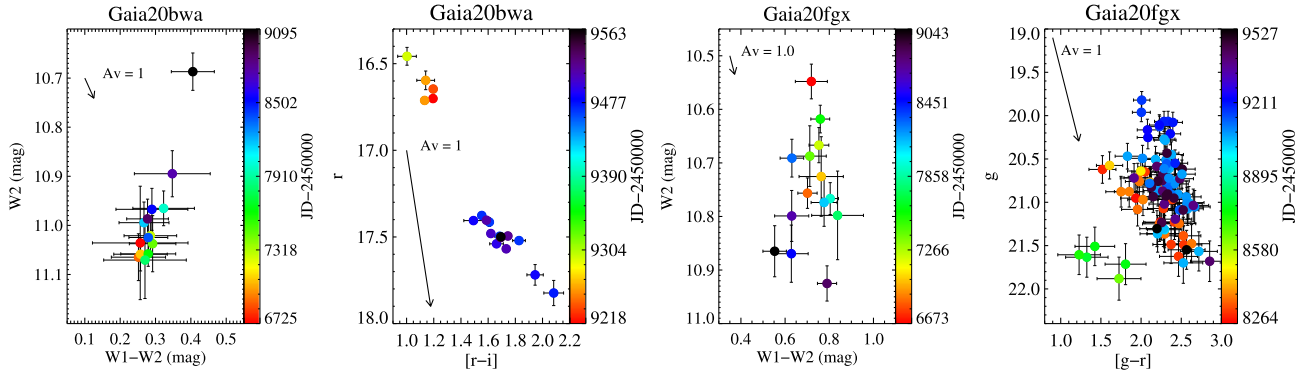 Gaia20bwa
Av = 1
W2 (mag)
10.7
10.8
10.9
11.0
11.1
0.1 0.2 0.3 0.4 0.5
W1−W2 (mag)
9095
8502
7910
7318
6725
JD−2450000
Gaia20bwa
Av = 1
r
16.5
17.0
17.5
18.0
1.0 1.2 1.4 1.6 1.8 2.0 2.2
[r−i]
9563
9477
9390
9304
9218
JD−2450000
Gaia20fgx
Av = 1.0
W2 (mag)
10.5
10.6
10.7
10.8
10.9
11.0
0.4 0.6 0.8 1.0
W1−W2 (mag)
9043
8451
7858
7266
6673
JD−2450000
Gaia20fgx
Av = 1
g
19.0
19.5
20.0
20.5
21.0
21.5
22.0
1.0 1.5 2.0 2.5 3.0
[g−r]
9527
9211
8895
8580
8264
JD−2450000